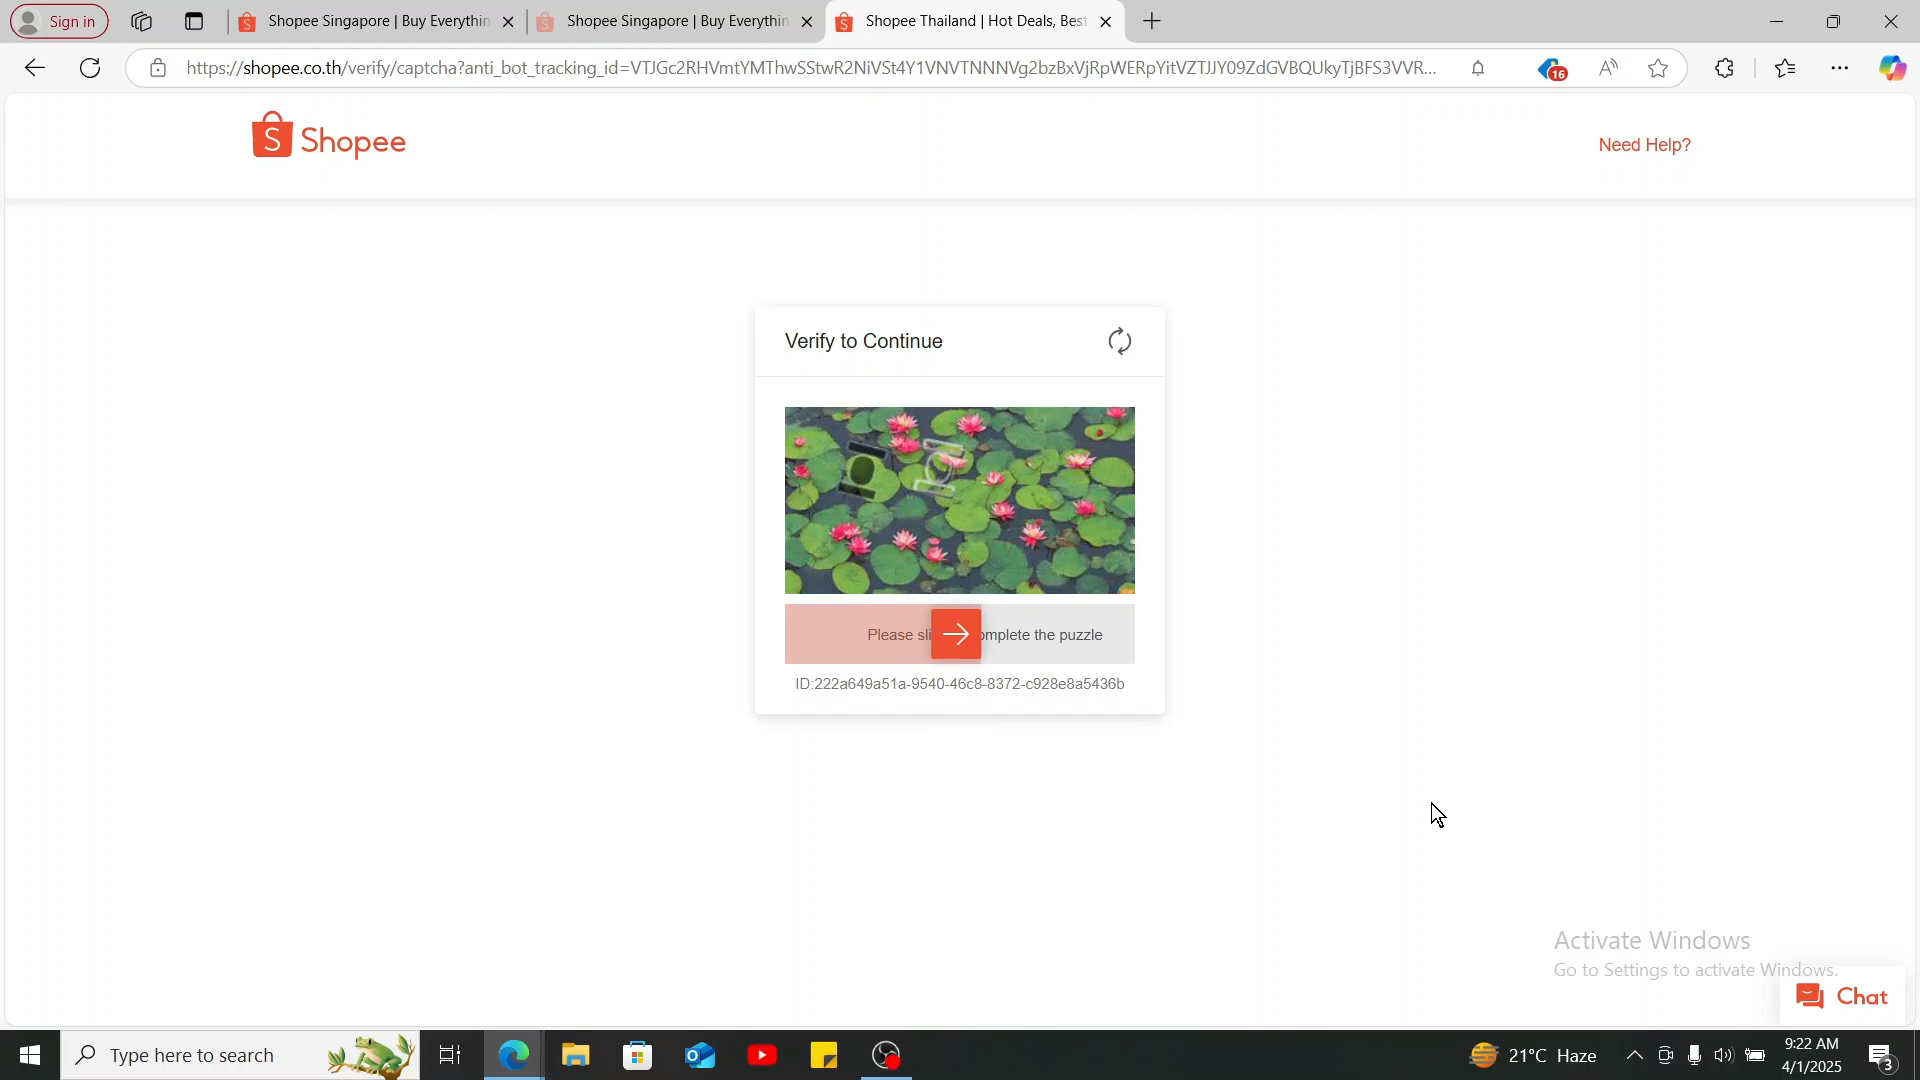 Sign in
Shopee Singapore | Buy Everythin
Shopee Singapore | Buy Everythin
Shopee Thailand | Hot Deals, Best
https://shopee.co.th/verify/captcha?anti_bot_tracking_id=VTJGc2RHVmtYMThwSStwR2NiVSt4Y1VNVTNNNVg2bzBxVjRpWERpYitVZTJJY09ZdGVBQUkyTjBFS3VVR...
16
S Shopee
Need Help?
Verify to Continue
Please sli
omplete the puzzle
ID:222a649a51a-9540-46c8-8372-c928e8a5436b
Activate Windows
Go to Settings to activate Windows.
Chat
Type here to search
21°C Haze
9:22 AM
4/1/2025
3